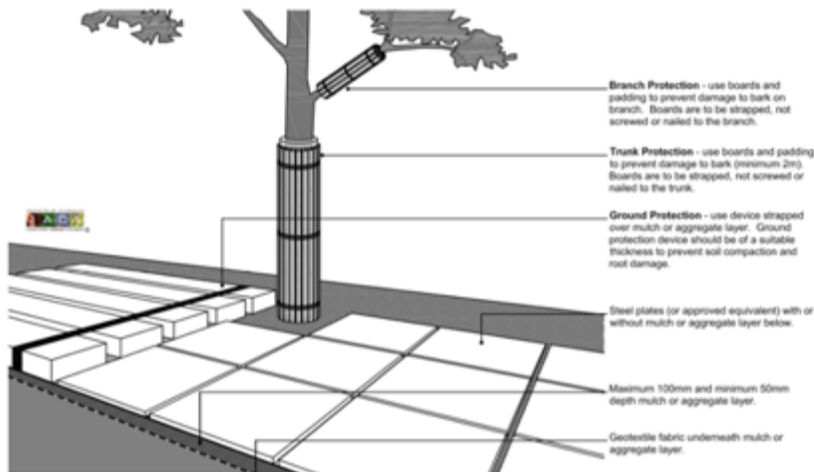 Branch Protection - use boards and
padding to prevent damage to bark on
branch. Boards are to be strapped, not
screwed or nailed to the branch.
Trunk Protection - use boards and padding
to prevent damage to bark (minimum 2m).
Boards are to be strapped, not screwed or
nailed to the trunk.
Ground Protection - use device strapped
over mulch or aggregate layer. Ground
protection device should be of a suitable
thickness to prevent soil compaction and
root damage.
Steel plates (or approved equivalent) with or
without mulch or aggregate layer below.
Maximum 100mm and minimum 50mm
depth mulch or aggregate layer.
Geotextile fabric underneath mulch or
aggregate layer.